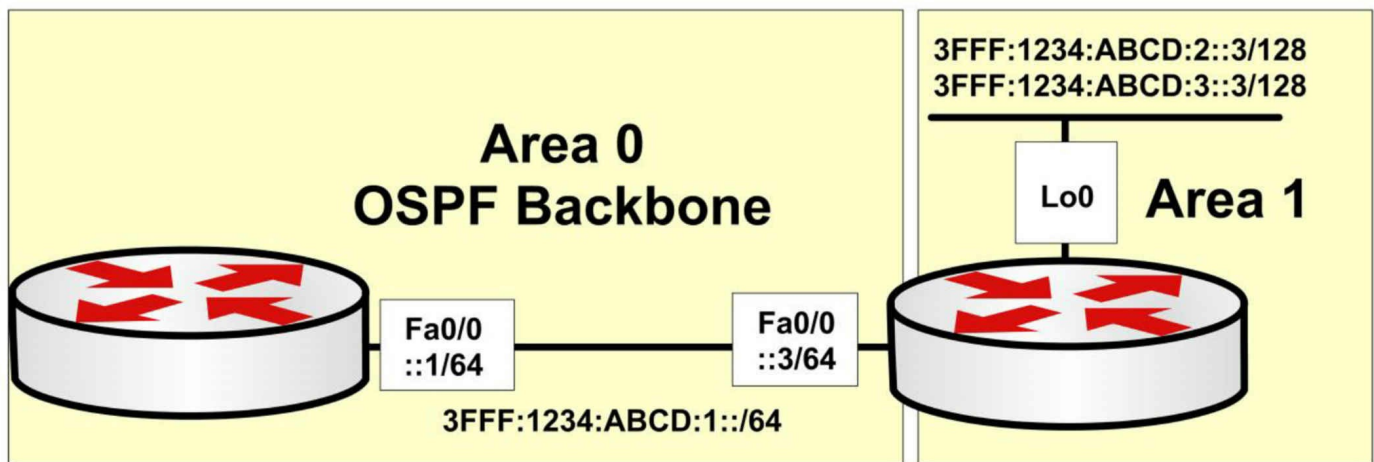 Area 0
OSPF Backbone
Fa0/0
::1/64
Fa0/0
::3/64
3FFF:1234:ABCD:1::/64
3FFF:1234:ABCD:2::3/128
3FFF:1234:ABCD:3::3/128
Lo0
Area 1